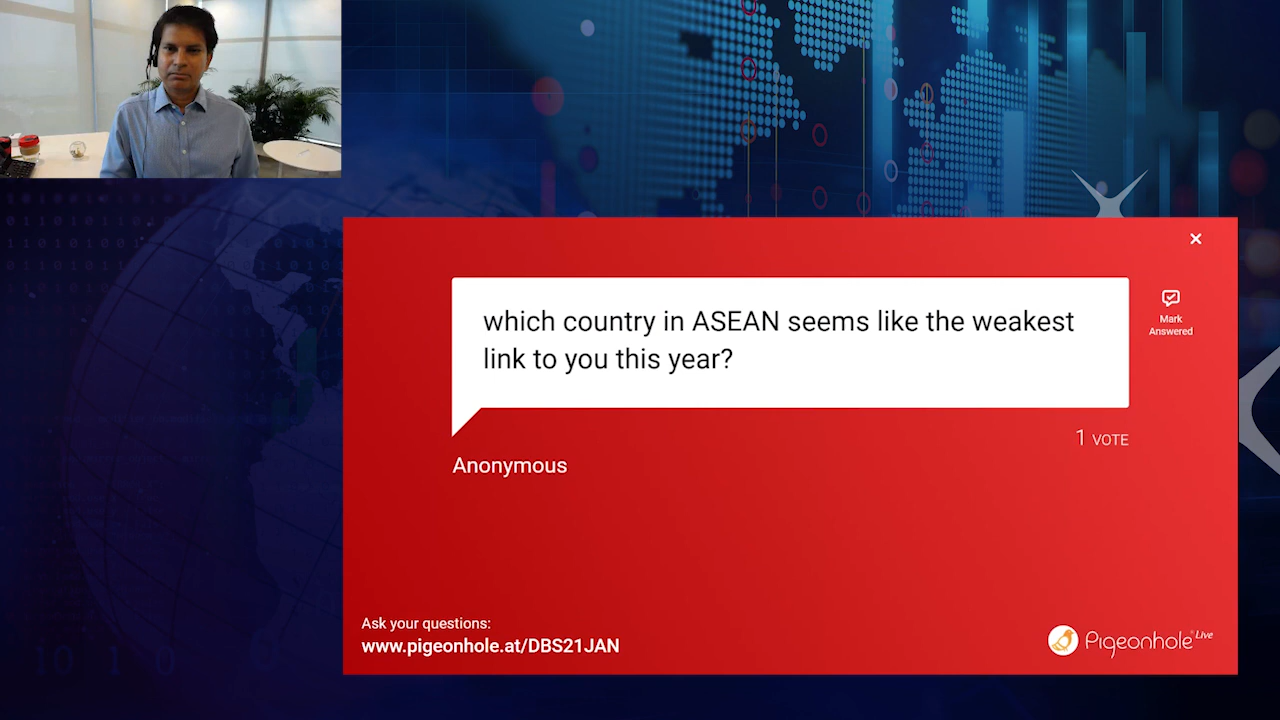 which country in ASEAN seems like the weakest
link to you this year?
Mark
Answered
1 VOTE
Anonymous
Ask your questions:
www.pigeonhole.at/DBS21JAN
Pigeonhole Live